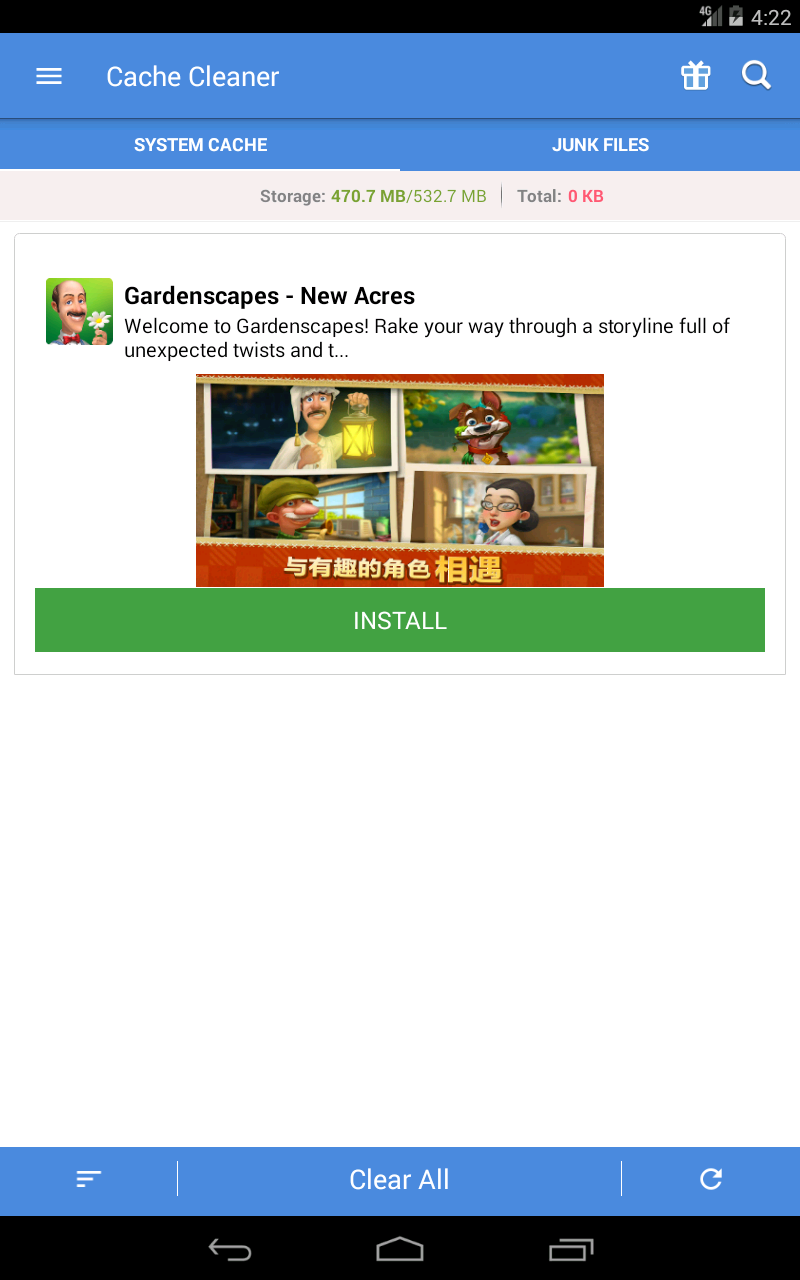 4G 4:22
Cache Cleaner
SYSTEM CACHE JUNK FILES
Storage: 470.7 MB/532.7 MB Total: 0 KB
Gardenscapes - New Acres
Welcome to Gardenscapes! Rake your way through a storyline full of
unexpected twists and t...
与有趣的角色相遇
INSTALL
Clear All